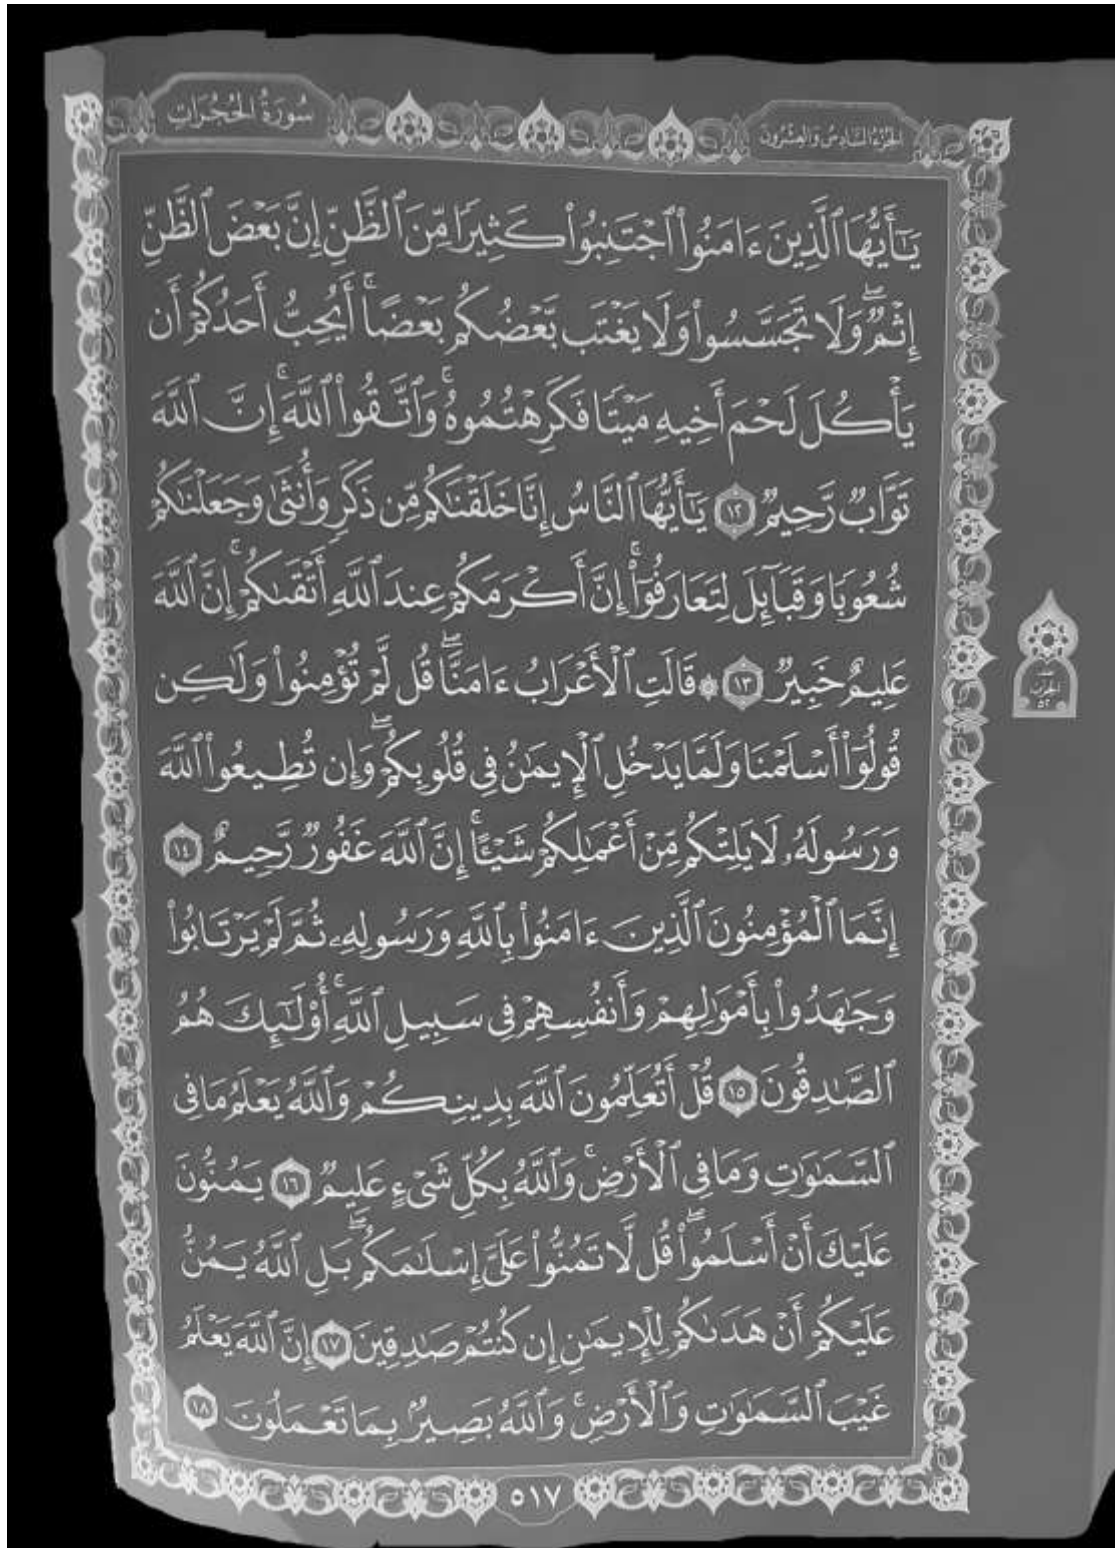 سُورَةُ الحُجُرَاتِ
الجُزْءُ السَّادِسُ وَالعِشْرُونَ
يَـٰٓأَيُّهَا ٱلَّذِينَ ءَامَنُوا۟ ٱجْتَنِبُوا۟ كَثِيرًا مِّنَ ٱلظَّنِّ إِنَّ بَعْضَ ٱلظَّنِّ
إِثْمٌ ۖ وَلَا تَجَسَّسُوا۟ وَلَا يَغْتَب بَّعْضُكُم بَعْضًا ۚ أَيُحِبُّ أَحَدُكُمْ أَن
يَأْكُلَ لَحْمَ أَخِيهِ مَيْتًا فَكَرِهْتُمُوهُ ۚ وَٱتَّقُوا۟ ٱللَّهَ ۚ إِنَّ ٱللَّهَ
تَوَّابٌ رَّحِيمٌ ١٢ يَـٰٓأَيُّهَا ٱلنَّاسُ إِنَّا خَلَقْنَـٰكُم مِّن ذَكَرٍ وَأُنثَىٰ وَجَعَلْنَـٰكُمْ
شُعُوبًا وَقَبَآئِلَ لِتَعَارَفُوٓا۟ ۚ إِنَّ أَكْرَمَكُمْ عِندَ ٱللَّهِ أَتْقَىٰكُمْ ۚ إِنَّ ٱللَّهَ
عَلِيمٌ خَبِيرٌ ١٣ ۞ قَالَتِ ٱلْأَعْرَابُ ءَامَنَّا ۖ قُل لَّمْ تُؤْمِنُوا۟ وَلَـٰكِن
قُولُوٓا۟ أَسْلَمْنَا وَلَمَّا يَدْخُلِ ٱلْإِيمَـٰنُ فِى قُلُوبِكُمْ ۖ وَإِن تُطِيعُوا۟ ٱللَّهَ
وَرَسُولَهُۥ لَا يَلِتْكُم مِّنْ أَعْمَـٰلِكُمْ شَيْـًٔا ۚ إِنَّ ٱللَّهَ غَفُورٌ رَّحِيمٌ ١٤
إِنَّمَا ٱلْمُؤْمِنُونَ ٱلَّذِينَ ءَامَنُوا۟ بِٱللَّهِ وَرَسُولِهِۦ ثُمَّ لَمْ يَرْتَابُوا۟
وَجَـٰهَدُوا۟ بِأَمْوَٰلِهِمْ وَأَنفُسِهِمْ فِى سَبِيلِ ٱللَّهِ ۚ أُو۟لَـٰٓئِكَ هُمُ
ٱلصَّـٰدِقُونَ ١٥ قُلْ أَتُعَلِّمُونَ ٱللَّهَ بِدِينِكُمْ وَٱللَّهُ يَعْلَمُ مَا فِى
ٱلسَّمَـٰوَٰتِ وَمَا فِى ٱلْأَرْضِ ۚ وَٱللَّهُ بِكُلِّ شَىْءٍ عَلِيمٌ ١٦ يَمُنُّونَ
عَلَيْكَ أَنْ أَسْلَمُوا۟ ۖ قُل لَّا تَمُنُّوا۟ عَلَىَّ إِسْلَـٰمَكُم ۖ بَلِ ٱللَّهُ يَمُنُّ
عَلَيْكُمْ أَنْ هَدَىٰكُمْ لِلْإِيمَـٰنِ إِن كُنتُمْ صَـٰدِقِينَ ١٧ إِنَّ ٱللَّهَ يَعْلَمُ
غَيْبَ ٱلسَّمَـٰوَٰتِ وَٱلْأَرْضِ ۚ وَٱللَّهُ بَصِيرٌۢ بِمَا تَعْمَلُونَ ١٨
الحزب
٥٢
٥١٧